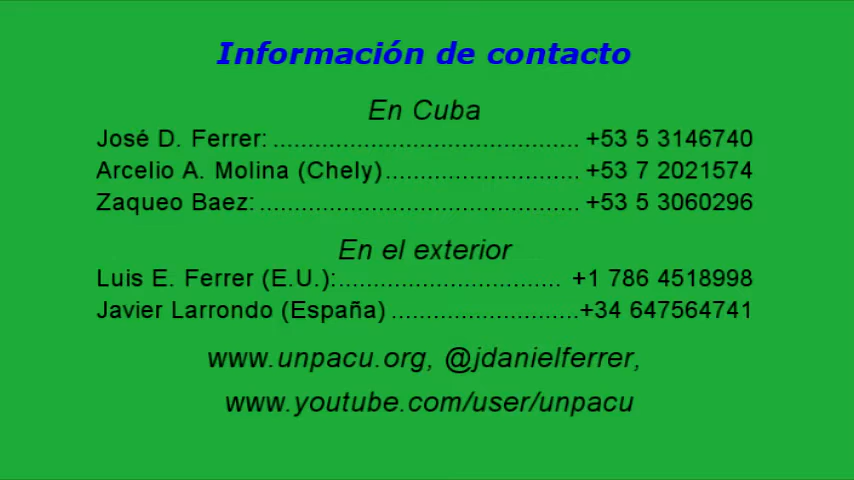 Información de contacto
En Cuba
José D. Ferrer: ............................................ +53 5 3146740
Arcelio A. Molina (Chely)............................ +53 7 2021574
Zaqueo Baez: .............................................. +53 5 3060296
En el exterior
Luis E. Ferrer (E.U.):................................ +1 786 4518998
Javier Larrondo (España) ...........................+34 647564741
www.unpacu.org, @jdanielferrer,
www.youtube.com/user/unpacu